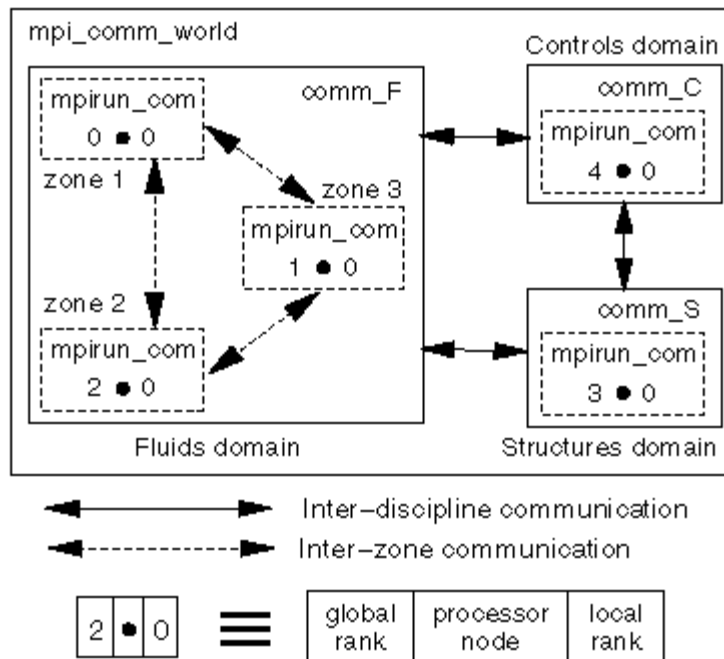 mpi_comm_world
Controls domain
comm_F
comm_C
mpirun_com
0 ● 0
zone 1
zone 3
mpirun_com
1 ● 0
zone 2
mpirun_com
2 ● 0
mpirun_com
4 ● 0
comm_S
mpirun_com
3 ● 0
Fluids domain
Structures domain
Inter–discipline communication
Inter–zone communication
2 ● 0
global rank
processor node
local rank